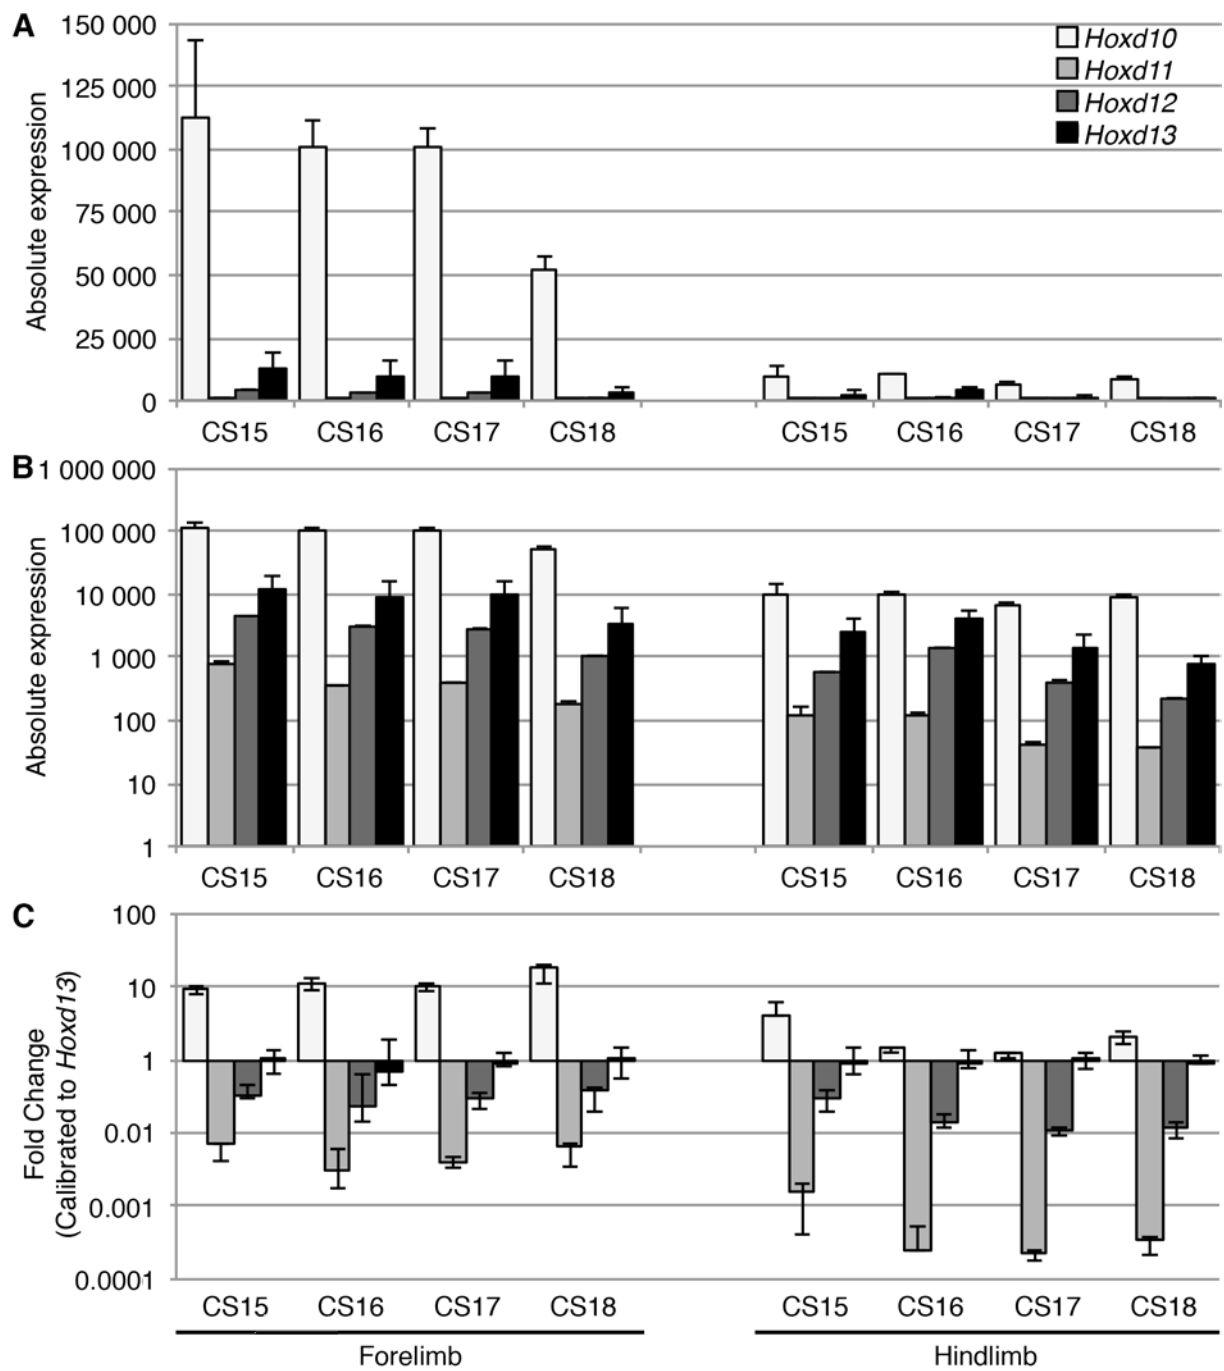 A
150 000
125 000
100 000
75 000
50 000
25 000
0
Absolute expression
Hoxd10
Hoxd11
Hoxd12
Hoxd13
CS15 CS16 CS17 CS18 CS15 CS16 CS17 CS18
B
1 000 000
100 000
10 000
1 000
100
10
1
Absolute expression
CS15 CS16 CS17 CS18 CS15 CS16 CS17 CS18
C
100
10
1
0.01
0.001
0.0001
Fold Change
(Calibrated to Hoxd13)
CS15 CS16 CS17 CS18 CS15 CS16 CS17 CS18
Forelimb Hindlimb